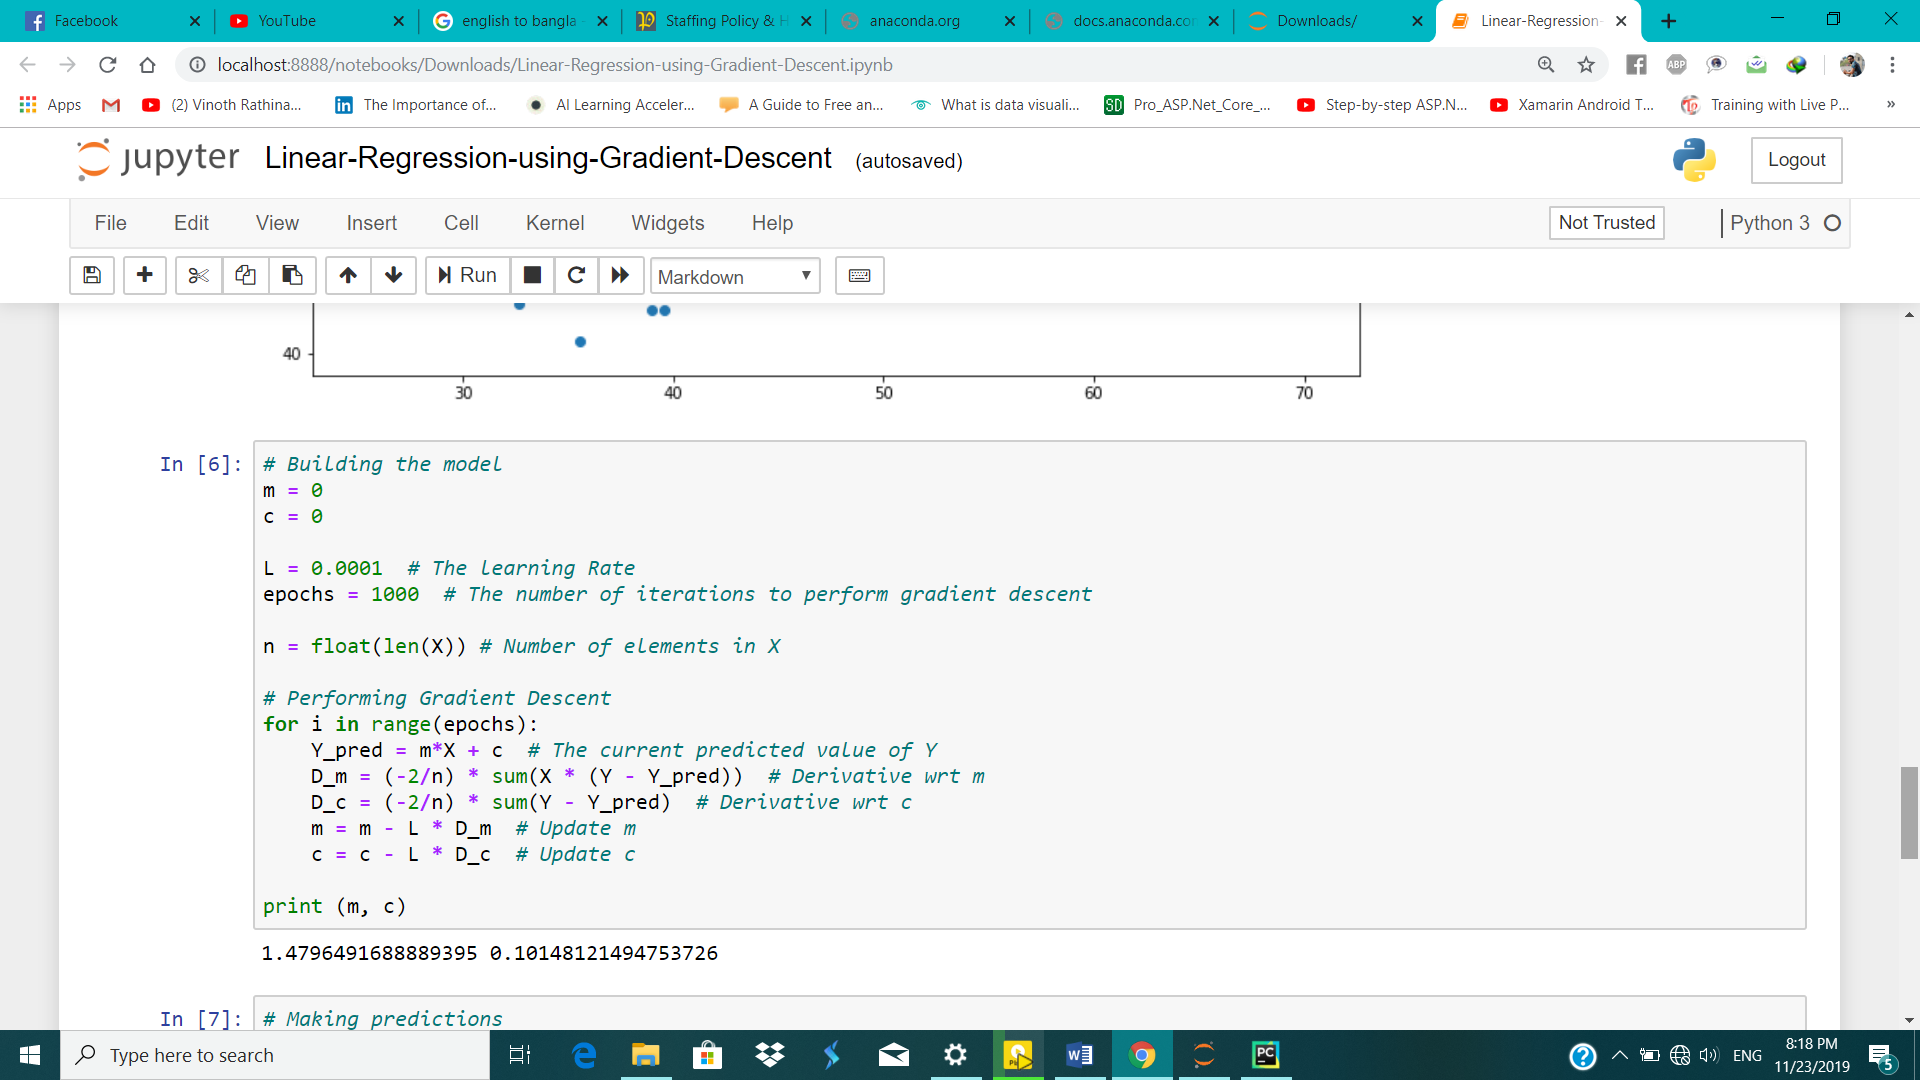 Facebook
YouTube
english to bangla -
Staffing Policy & H
anaconda.org
docs.anaconda.con
Downloads/
Linear-Regression-
localhost:8888/notebooks/Downloads/Linear-Regression-using-Gradient-Descent.ipynb
ABP
Apps
(2) Vinoth Rathina...
in The Importance of...
AI Learning Acceler...
A Guide to Free an...
What is data visuali...
SD Pro_ASP.Net_Core_...
Step-by-step ASP.N...
Xamarin Android T...
Training with Live P...
»
jupyter Linear-Regression-using-Gradient-Descent (autosaved)
Logout
File Edit View Insert Cell Kernel Widgets Help
Not Trusted
Python 3
Run
Markdown
40
30 40 50 60 70
In [6]: # Building the model
m = 0
c = 0
L = 0.0001 # The learning Rate
epochs = 1000 # The number of iterations to perform gradient descent
n = float(len(X)) # Number of elements in X
# Performing Gradient Descent
for i in range(epochs):
Y_pred = m*X + c # The current predicted value of Y
D_m = (-2/n) * sum(X * (Y - Y_pred)) # Derivative wrt m
D_c = (-2/n) * sum(Y - Y_pred) # Derivative wrt c
m = m - L * D_m # Update m
c = c - L * D_c # Update c
print (m, c)
1.4796491688889395 0.10148121494753726
In [7]: # Making predictions
Type here to search
PC
ENG
8:18 PM
11/23/2019
5